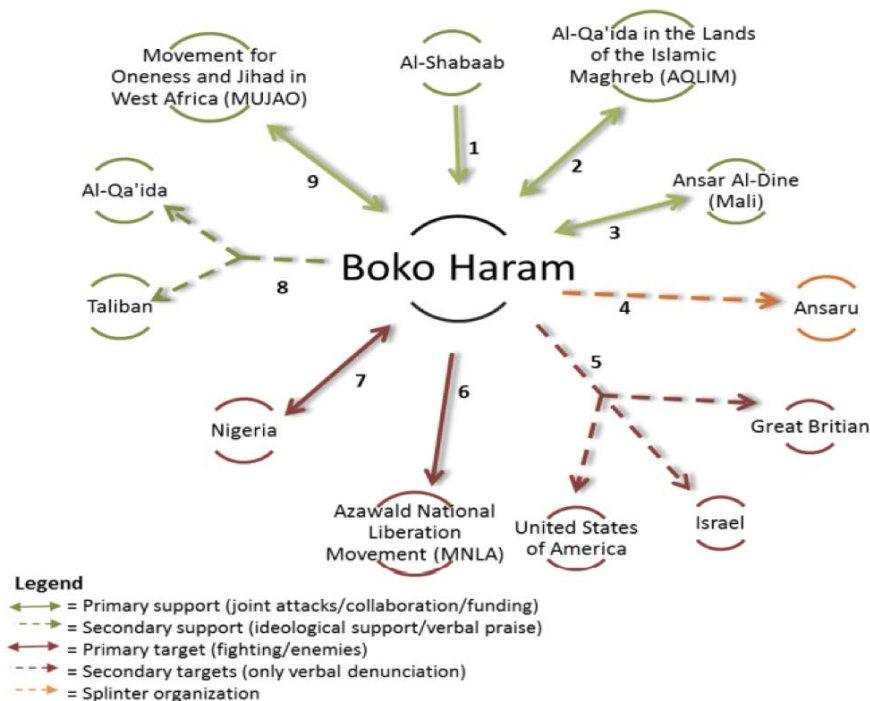 Movement for
Oneness and Jihad in
West Africa (MUJAO)
Al-Shabaab
Al-Qa'ida in the Lands
of the Islamic
Maghreb (AQLIM)
1
2
9
Al-Qa'ida
Ansar Al-Dine
(Mali)
3
Boko Haram
8
Taliban
4
Ansaru
5
7
6
Nigeria
Great Britian
Azawald National
Liberation
Movement (MNLA)
United States
of America
Israel
Legend
= Primary support (joint attacks/collaboration/funding)
= Secondary support (ideological support/verbal praise)
= Primary target (fighting/enemies)
= Secondary targets (only verbal denunciation)
= Splinter organization